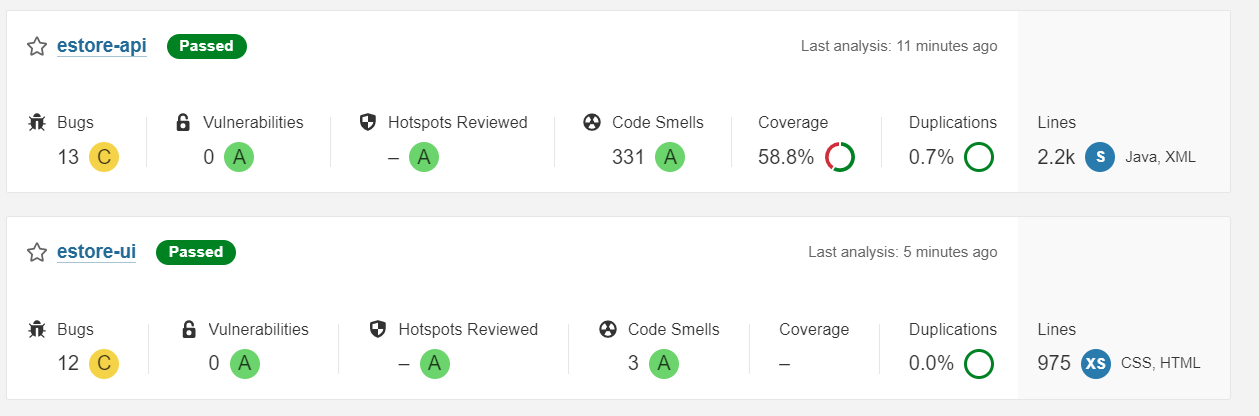 estore-api Passed Last analysis: 11 minutes ago
Bugs Vulnerabilities Hotspots Reviewed Code Smells Coverage Duplications Lines
13 C 0 A – A 331 A 58.8% 0.7% 2.2k S Java, XML
estore-ui Passed Last analysis: 5 minutes ago
Bugs Vulnerabilities Hotspots Reviewed Code Smells Coverage Duplications Lines
12 C 0 A – A 3 A – 0.0% 975 XS CSS, HTML